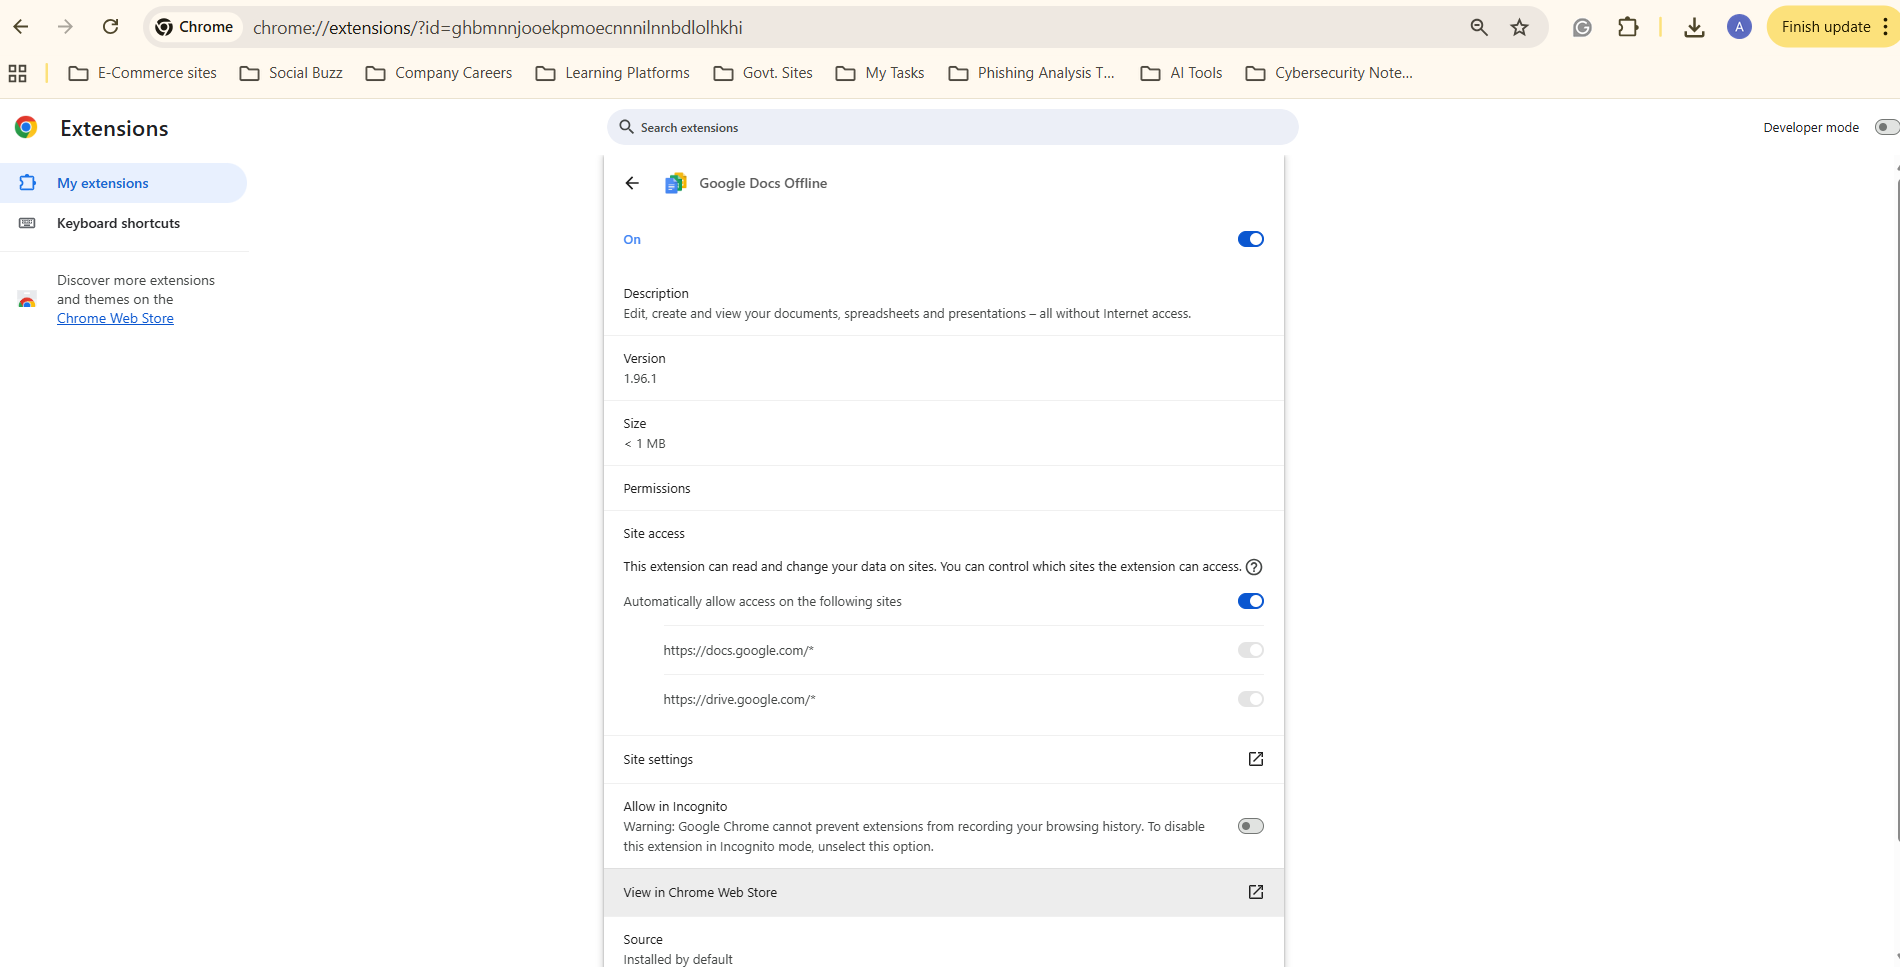 Chrome
chrome://extensions/?id=ghbmnnjooekpmoecnnnilnnbdlolhkhi
A
Finish update
E-Commerce sites
Social Buzz
Company Careers
Learning Platforms
Govt. Sites
My Tasks
Phishing Analysis T...
AI Tools
Cybersecurity Note...
Extensions
Search extensions
Developer mode
My extensions
Keyboard shortcuts
Discover more extensions
and themes on the
Chrome Web Store
Google Docs Offline
On
Description
Edit, create and view your documents, spreadsheets and presentations – all without Internet access.
Version
1.96.1
Size
< 1 MB
Permissions
Site access
This extension can read and change your data on sites. You can control which sites the extension can access.
Automatically allow access on the following sites
https://docs.google.com/*
https://drive.google.com/*
Site settings
Allow in Incognito
Warning: Google Chrome cannot prevent extensions from recording your browsing history. To disable
this extension in Incognito mode, unselect this option.
View in Chrome Web Store
Source
Installed by default